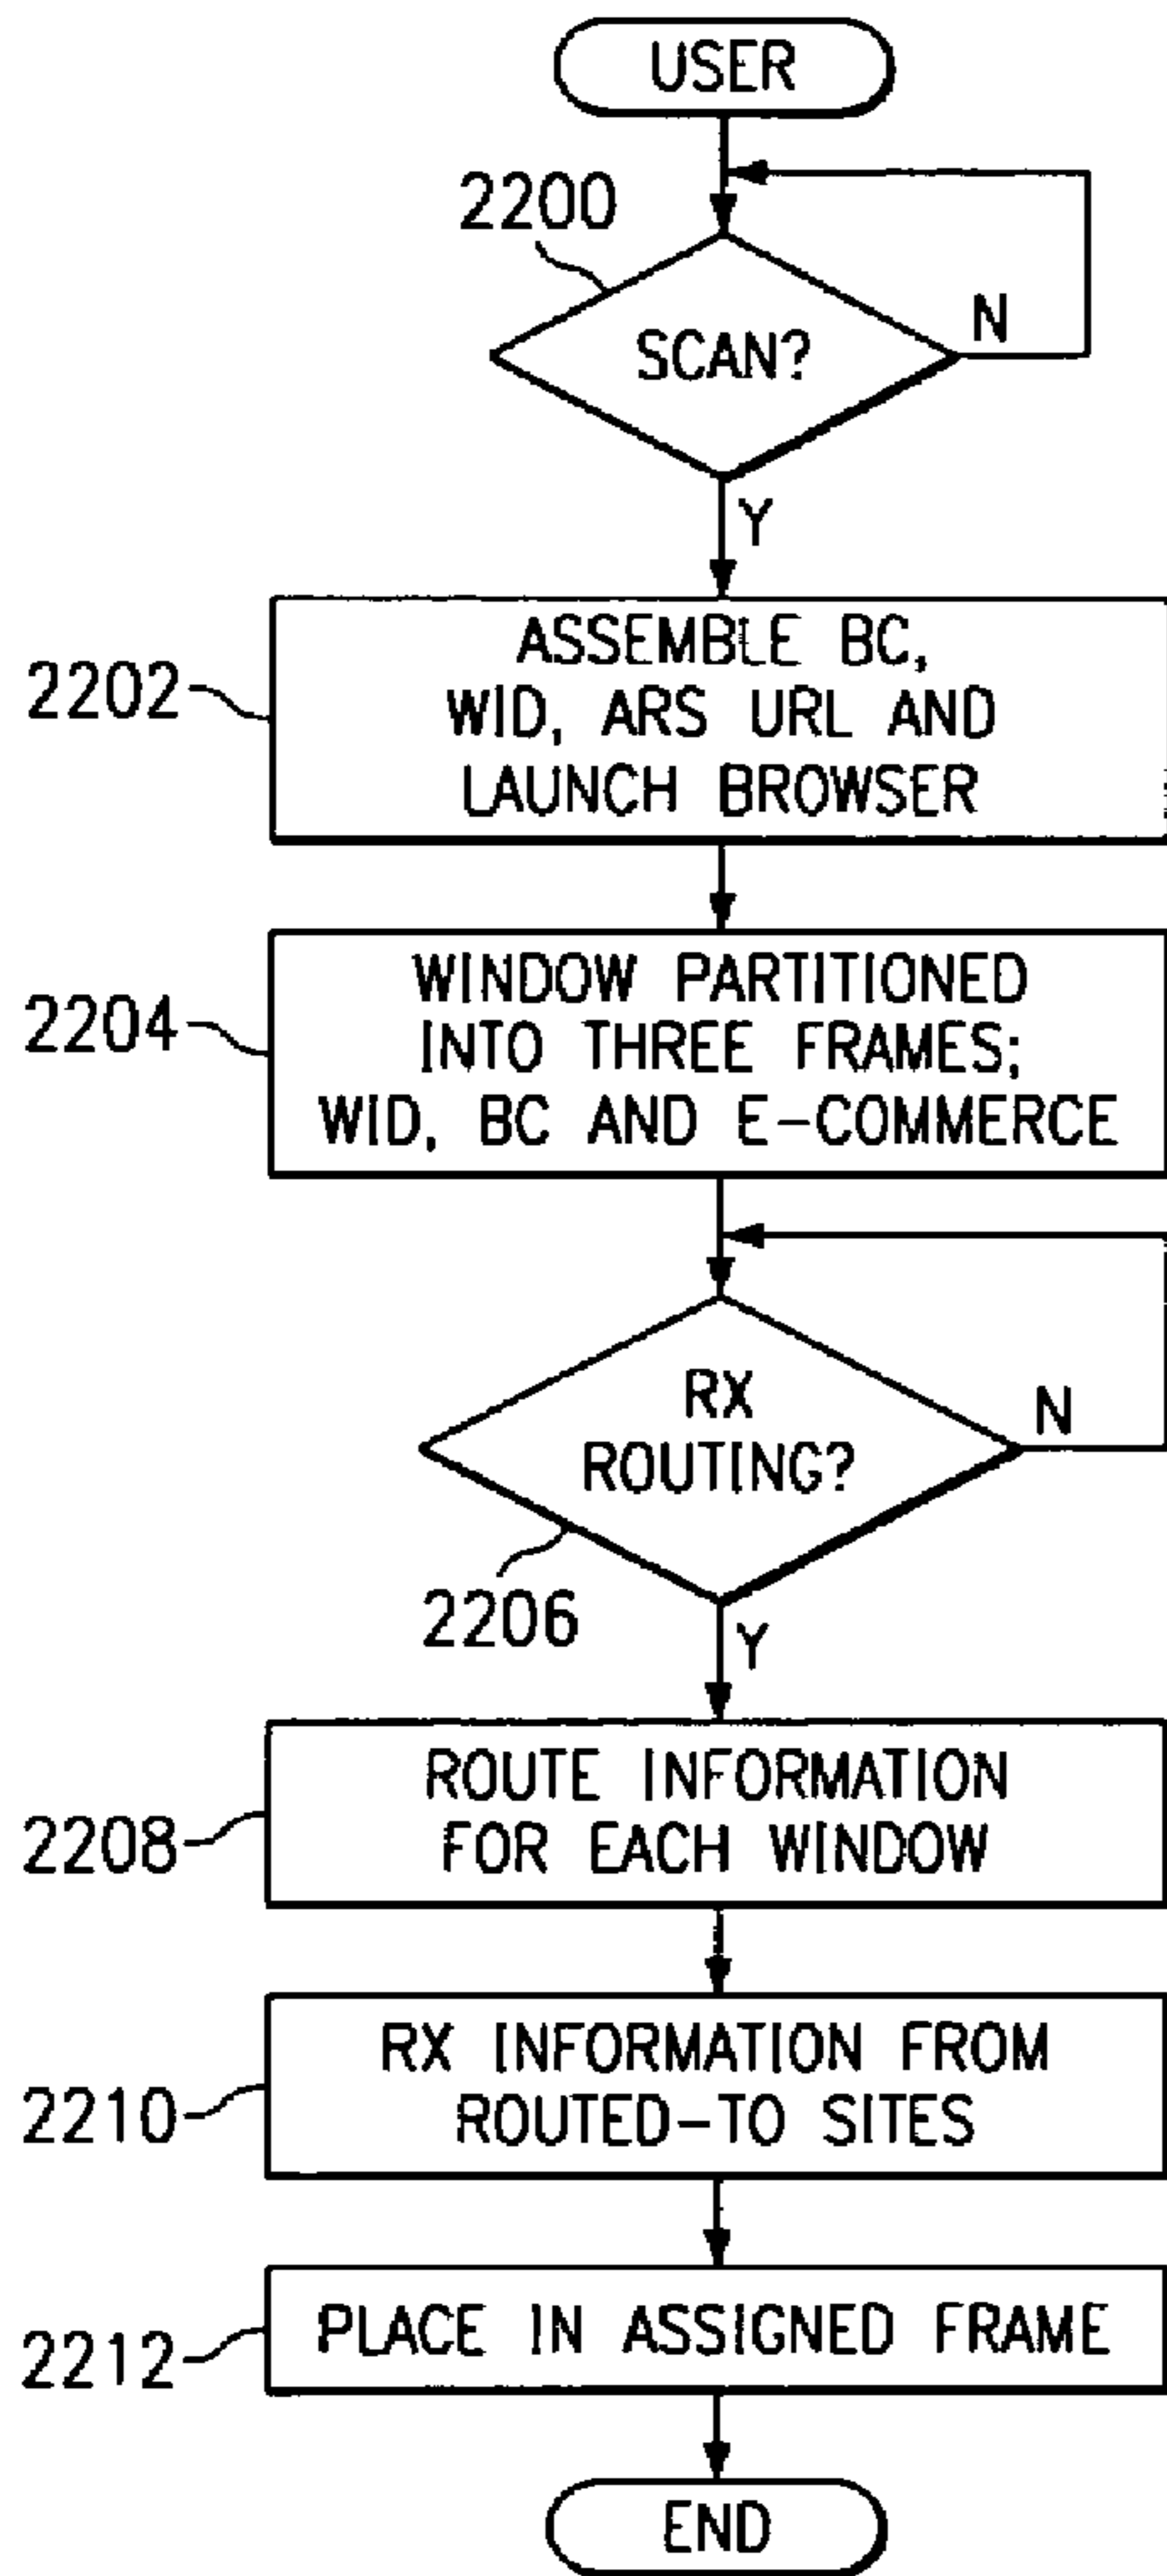 USER
2200
SCAN?
N
Y
2202
ASSEMBLE BC,
WID, ARS URL AND
LAUNCH BROWSER
2204
WINDOW PARTITIONED
INTO THREE FRAMES;
WID, BC AND E-COMMERCE
RX
ROUTING?
N
2206
Y
2208
ROUTE INFORMATION
FOR EACH WINDOW
2210
RX INFORMATION FROM
ROUTED-TO SITES
2212
PLACE IN ASSIGNED FRAME
END